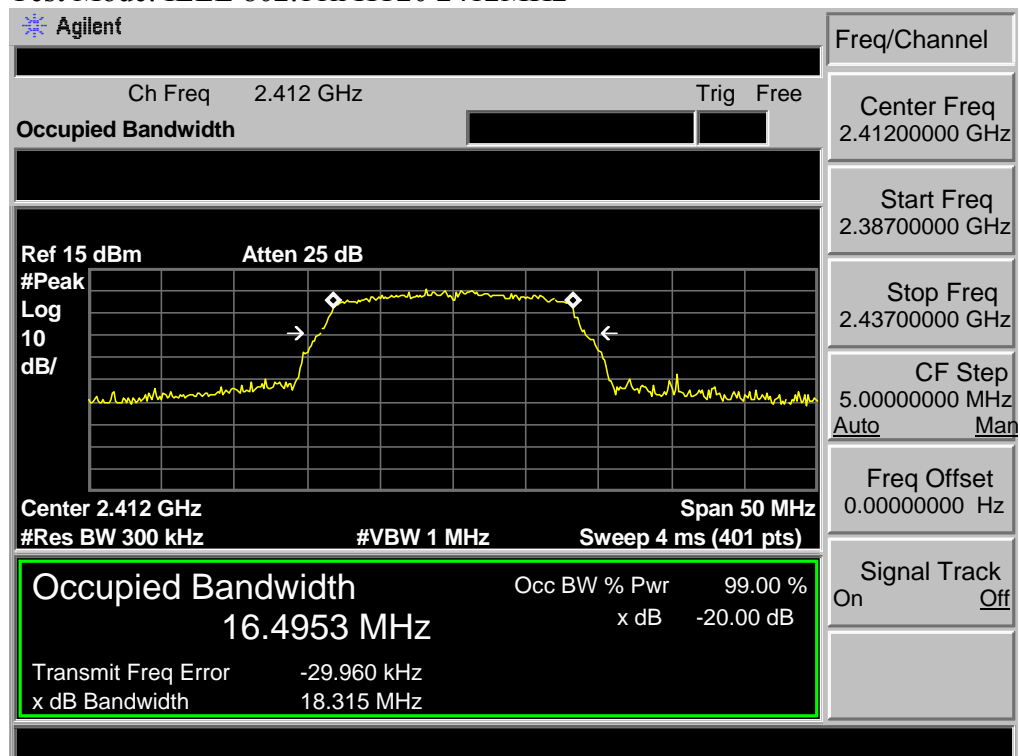 Agilent
Freq/Channel
Ch Freq 2.412 GHz Trig Free
Occupied Bandwidth
Center Freq
2.41200000 GHz
Start Freq
2.38700000 GHz
Ref 15 dBm Atten 25 dB
#Peak
Log
10
dB/
Stop Freq
2.43700000 GHz
CF Step
5.00000000 MHz
Auto Man
Freq Offset
0.00000000 Hz
Center 2.412 GHz Span 50 MHz
#Res BW 300 kHz #VBW 1 MHz Sweep 4 ms (401 pts)
Signal Track
On Off
Occupied Bandwidth
16.4953 MHz
Occ BW % Pwr 99.00 %
x dB -20.00 dB
Transmit Freq Error -29.960 kHz
x dB Bandwidth 18.315 MHz